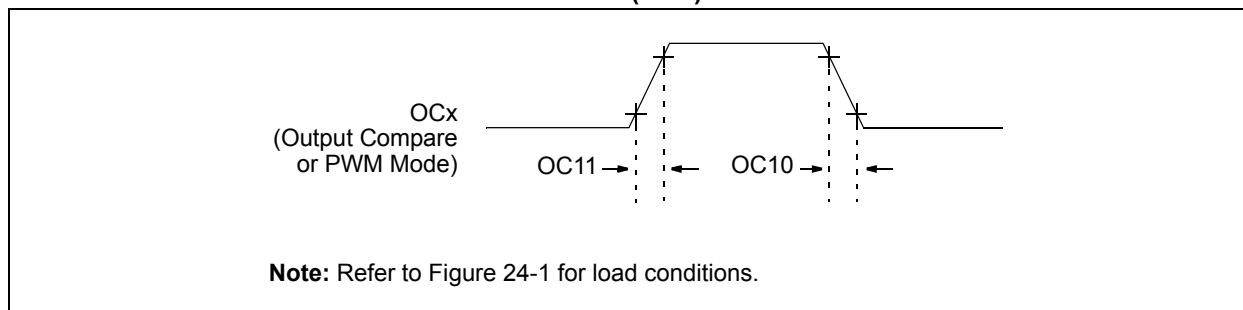 OCx
(Output Compare
or PWM Mode)
OC11
OC10
Note: Refer to Figure 24-1 for load conditions.